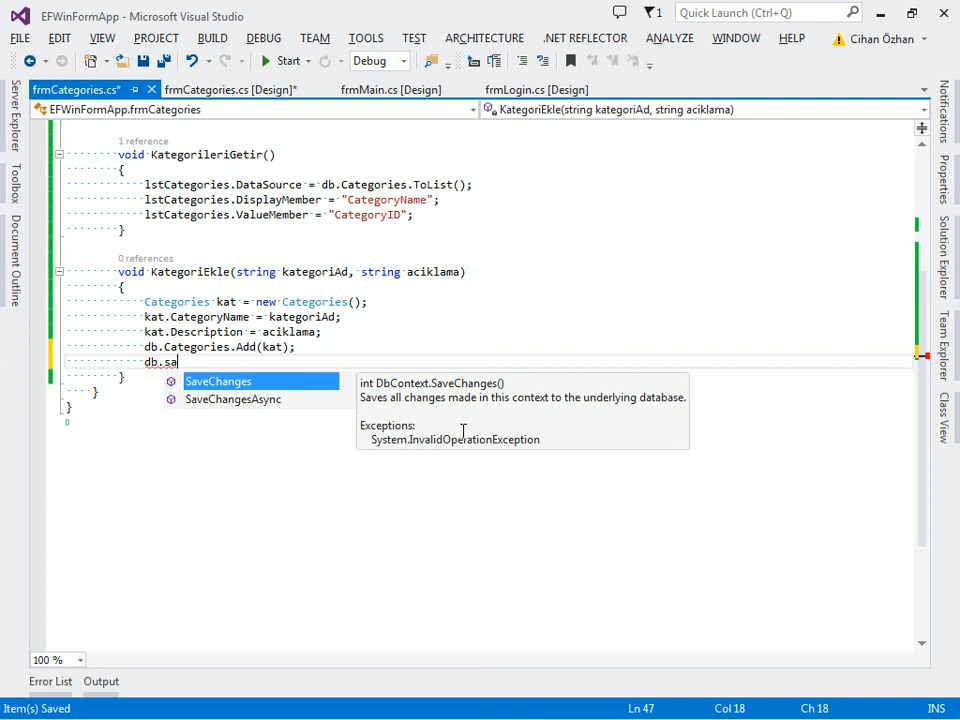 EFWinFormApp - Microsoft Visual Studio
1
Quick Launch (Ctrl+Q)
FILE EDIT VIEW PROJECT BUILD DEBUG TEAM TOOLS TEST ARCHITECTURE .NET REFLECTOR ANALYZE WINDOW HELP Cihan Özhan
Start Debug
frmCategories.cs* frmCategories.cs [Design]* frmMain.cs [Design] frmLogin.cs [Design]
EFWinFormApp.frmCategories KategoriEkle(string kategoriAd, string aciklama)
Server Explorer
Toolbox
Document Outline
1 reference
void KategorileriGetir()
{
lstCategories.DataSource = db.Categories.ToList();
lstCategories.DisplayMember = "CategoryName";
lstCategories.ValueMember = "CategoryID";
}
0 references
void KategoriEkle(string kategoriAd, string aciklama)
{
Categories kat = new Categories();
kat.CategoryName = kategoriAd;
kat.Description = aciklama;
db.Categories.Add(kat);
db.sa
}
}
}
SaveChanges
SaveChangesAsync
int DbContext.SaveChanges()
Saves all changes made in this context to the underlying database.
Exceptions:
System.InvalidOperationException
Notifications
Properties
Solution Explorer
Team Explorer
Class View
100 %
Error List Output
Item(s) Saved Ln 47 Col 18 Ch 18 INS